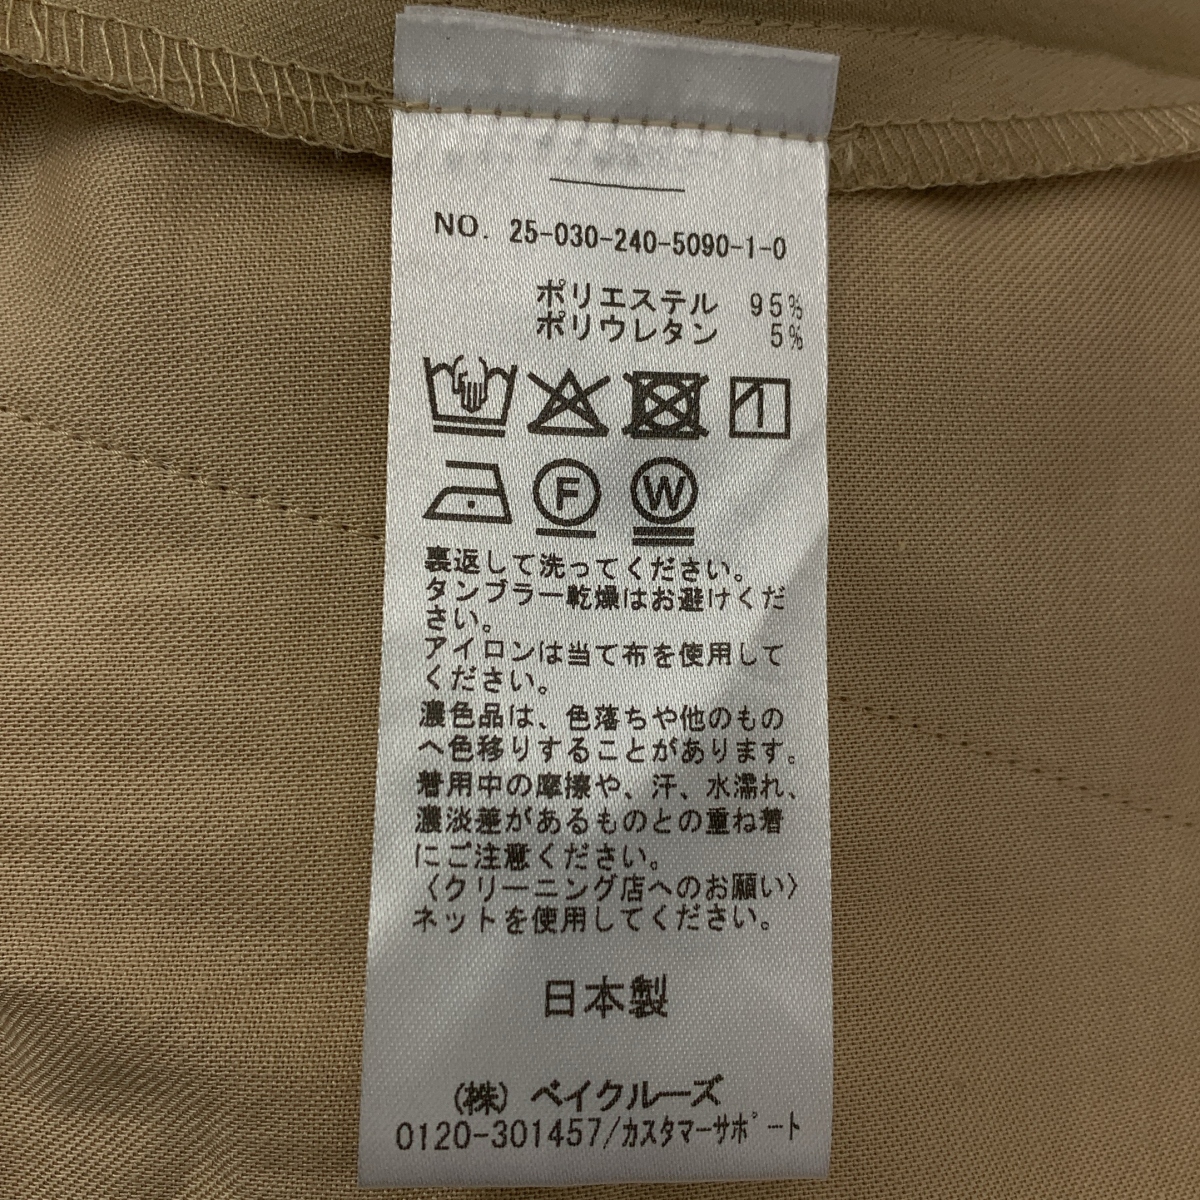 NO. 25-030-240-5090-1-0
ポリエステル 95%
ポリウレタン 5%
F W
裏返して洗ってください。
タンブラー乾燥はお避けくだ
さい。
アイロンは当て布を使用して
ください。
濃色品は、色落ちや他のもの
へ色移りすることがあります。
着用中の摩擦や、汗、水濡れ、
濃淡差があるものとの重ね着
にご注意ください。
〈クリーニング店へのお願い〉
ネットを使用してください。
日本製
(株) ベイクルーズ
0120-301457/カスタマーサポート